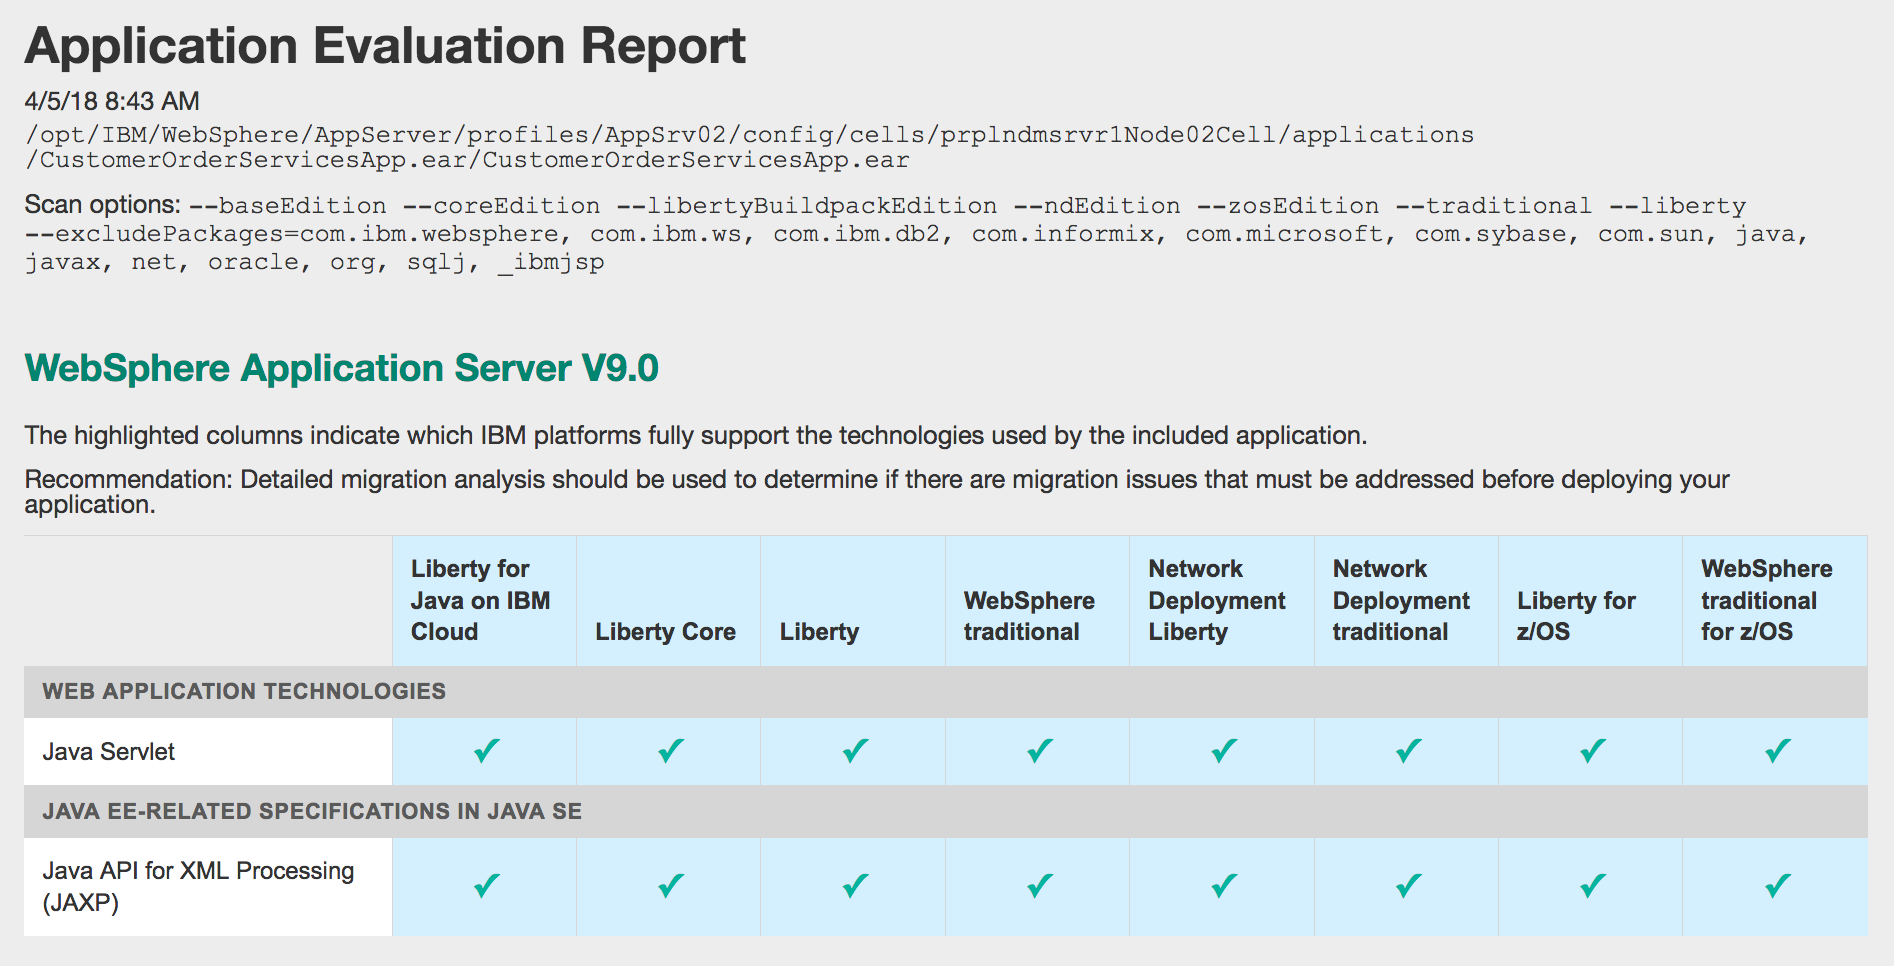 Application Evaluation Report
4/5/18 8:43 AM
/opt/IBM/WebSphere/AppServer/profiles/AppSrv02/config/cells/prplndmsrvr1Node02Cell/applications
/CustomerOrderServicesApp.ear/CustomerOrderServicesApp.ear
Scan options: --baseEdition --coreEdition --libertyBuildpackEdition --ndEdition --zosEdition --traditional --liberty
--excludePackages=com.ibm.websphere, com.ibm.ws, com.ibm.db2, com.informix, com.microsoft, com.sybase, com.sun, java,
javax, net, oracle, org, sqlj, _ibmjsp
WebSphere Application Server V9.0
The highlighted columns indicate which IBM platforms fully support the technologies used by the included application.
Recommendation: Detailed migration analysis should be used to determine if there are migration issues that must be addressed before deploying your
application.
Liberty for
Java on IBM
Cloud
Liberty Core
Liberty
WebSphere
traditional
Network
Deployment
Liberty
Network
Deployment
traditional
Liberty for
z/OS
WebSphere
traditional
for z/OS
WEB APPLICATION TECHNOLOGIES
Java Servlet ✓ ✓ ✓ ✓ ✓ ✓ ✓ ✓
JAVA EE-RELATED SPECIFICATIONS IN JAVA SE
Java API for XML Processing
(JAXP) ✓ ✓ ✓ ✓ ✓ ✓ ✓ ✓